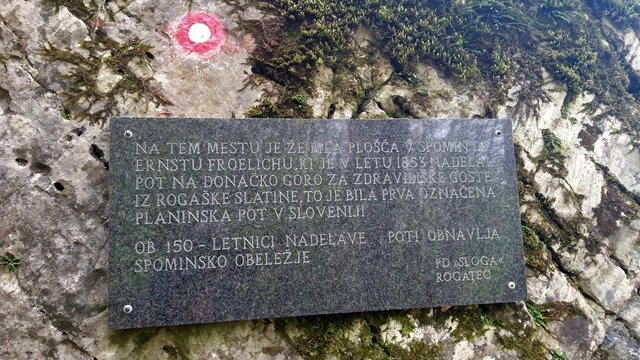 NA TEM MESTU JE ŽE BILA PLOŠČA V SPOMIN DR.
ERNSTU FROELICHU, KI JE V LETU 1853 NADELAL
POT NA DONAČKO GORO ZA ZDRAVILIŠKE GOSTE
IZ ROGAŠKE SLATINE. TO JE BILA PRVA OZNAČENA
PLANINSKA POT V SLOVENIJI
OB 150 - LETNICI NADELAVE POTI OBNAVLJA
SPOMINSKO OBELEŽJE
PD »SLOGA«
ROGATEC